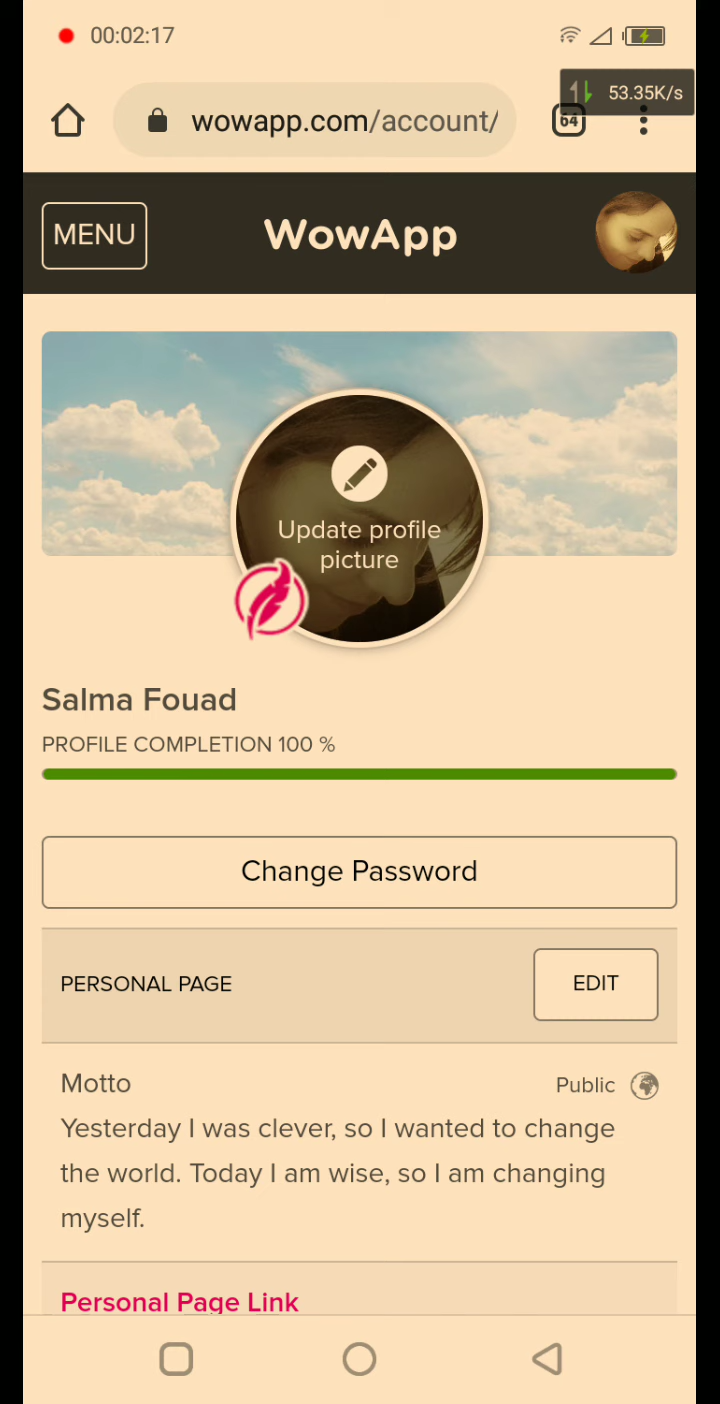 00:02:17
53.35K/s
wowapp.com/account/
64
MENU
WowApp
Update profile
picture
Salma Fouad
PROFILE COMPLETION 100 %
Change Password
PERSONAL PAGE
EDIT
Motto
Public
Yesterday I was clever, so I wanted to change
the world. Today I am wise, so I am changing
myself.
Personal Page Link